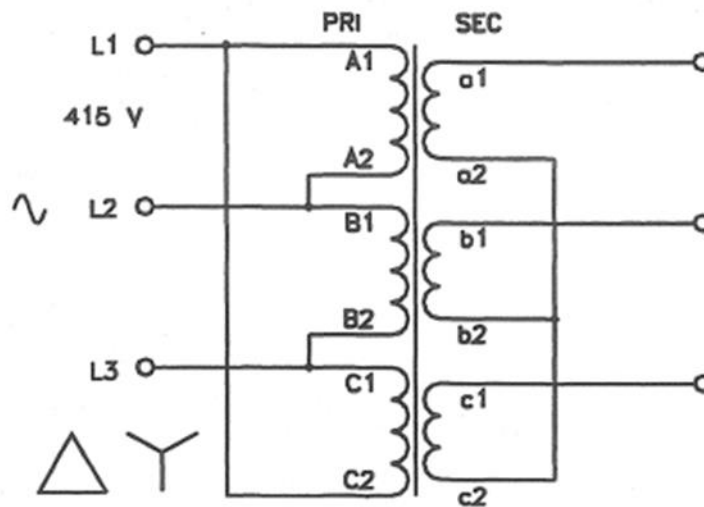 PRI SEC
L1 A1 a1
415 V
A2 a2
L2 B1 b1
B2 b2
L3 C1 c1
C2 c2